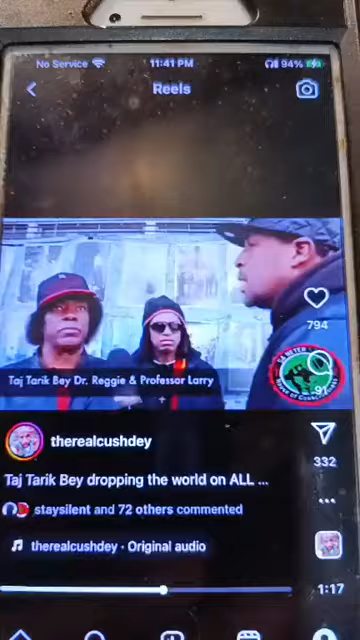 No Service
11:41 PM
94%
Reels
794
Taj Tarik Bey Dr. Reggie & Professor Larry
91
therealcushdey
332
Taj Tarik Bey dropping the world on ALL ...
staysilent and 72 others commented
therealcushdey • Original audio
1:17